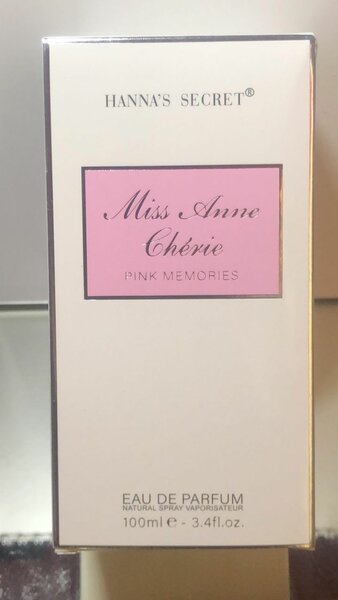 HANNA'S SECRET®
Miss Anne
Chérie
PINK MEMORIES
EAU DE PARFUM
NATURAL SPRAY VAPORISATEUR
100ml ℮ - 3.4fl.oz.